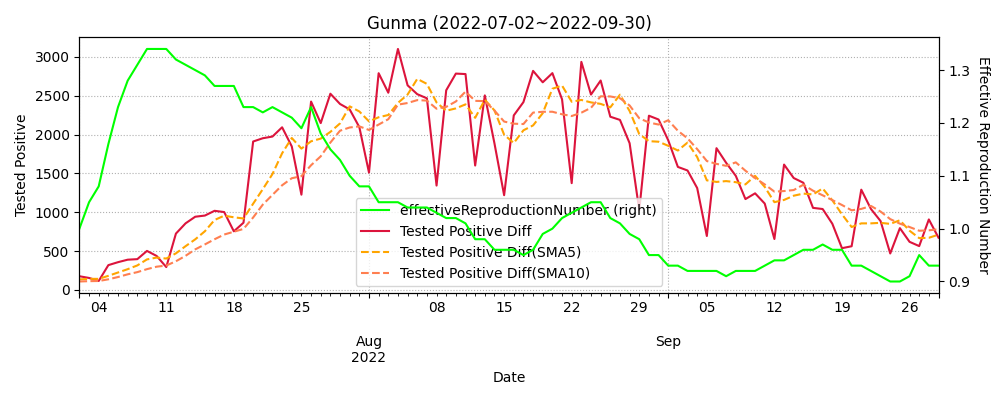 Gunma (2022-07-02~2022-09-30)
3000
2500
2000
1500
1000
500
0
Tested Positive
1.3
1.2
1.1
1.0
0.9
Effective Reproduction Number
effectiveReproductionNumber (right)
Tested Positive Diff
Tested Positive Diff(SMA5)
Tested Positive Diff(SMA10)
04 11 18 25 08 15 22 29 05 12 19 26
Aug Sep
2022
Date